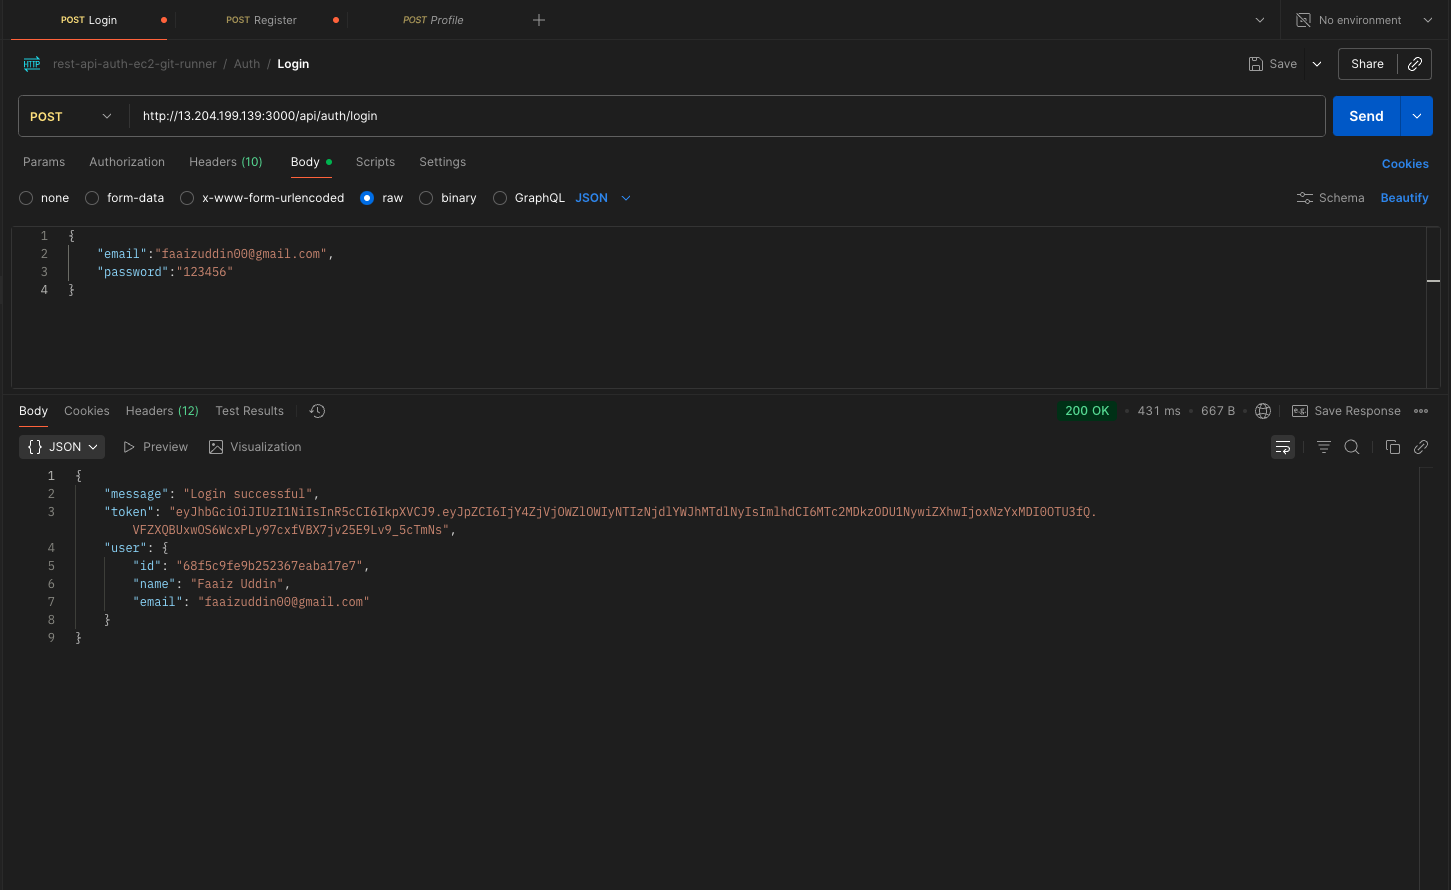 POST Login POST Register POST Profile No environment
HTTP rest-api-auth-ec2-git-runner / Auth / Login Save Share
POST http://13.204.199.139:3000/api/auth/login Send
Params Authorization Headers (10) Body Scripts Settings Cookies
none form-data x-www-form-urlencoded raw binary GraphQL JSON Schema Beautify
1 {
2 "email":"faaizuddin00@gmail.com",
3 "password":"123456"
4 }
Body Cookies Headers (12) Test Results 200 OK 431 ms 667 B e.g. Save Response
{} JSON Preview Visualization
1 {
2 "message": "Login successful",
3 "token": "eyJhbGciOiJIUzI1NiIsInR5cCI6IkpXVCJ9.eyJpZCI6IjY4ZjVjOWZlOWIyNTIzNjdlYWJhMTdlNyIsImlhdCI6MTc2MDkzODU1NywiZXhwIjoxNzYxMDI0OTU3fQ.
VFZXQBUxwOS6WcxPLy97cxfVBX7jv25E9Lv9_5cTmNs",
4 "user": {
5 "id": "68f5c9fe9b252367eaba17e7",
6 "name": "Faaiz Uddin",
7 "email": "faaizuddin00@gmail.com"
8 }
9 }